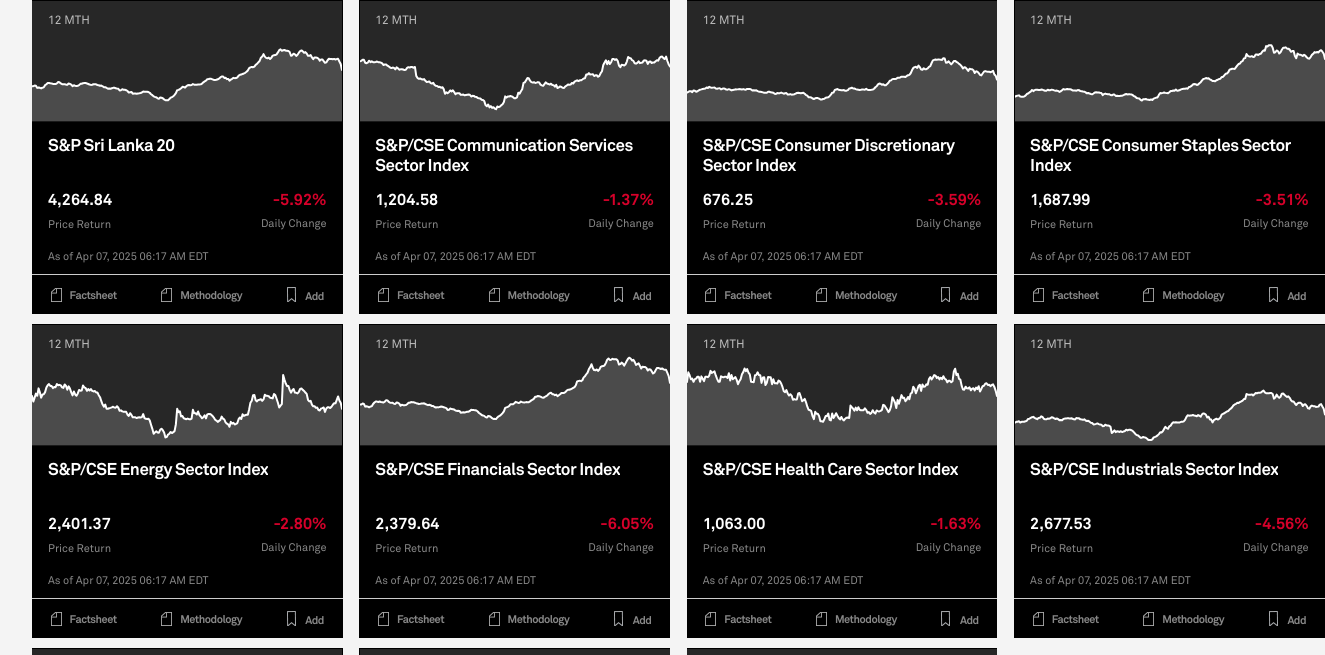 12 MTH
S&P Sri Lanka 20
4,264.84 -5.92%
Price Return Daily Change
As of Apr 07, 2025 06:17 AM EDT
Factsheet Methodology Add
12 MTH
S&P/CSE Communication Services
Sector Index
1,204.58 -1.37%
Price Return Daily Change
As of Apr 07, 2025 06:17 AM EDT
Factsheet Methodology Add
12 MTH
S&P/CSE Consumer Discretionary
Sector Index
676.25 -3.59%
Price Return Daily Change
As of Apr 07, 2025 06:17 AM EDT
Factsheet Methodology Add
12 MTH
S&P/CSE Consumer Staples Sector
Index
1,687.99 -3.51%
Price Return Daily Change
As of Apr 07, 2025 06:17 AM EDT
Factsheet Methodology Add
12 MTH
S&P/CSE Energy Sector Index
2,401.37 -2.80%
Price Return Daily Change
As of Apr 07, 2025 06:17 AM EDT
Factsheet Methodology Add
12 MTH
S&P/CSE Financials Sector Index
2,379.64 -6.05%
Price Return Daily Change
As of Apr 07, 2025 06:17 AM EDT
Factsheet Methodology Add
12 MTH
S&P/CSE Health Care Sector Index
1,063.00 -1.63%
Price Return Daily Change
As of Apr 07, 2025 06:17 AM EDT
Factsheet Methodology Add
12 MTH
S&P/CSE Industrials Sector Index
2,677.53 -4.56%
Price Return Daily Change
As of Apr 07, 2025 06:17 AM EDT
Factsheet Methodology Add